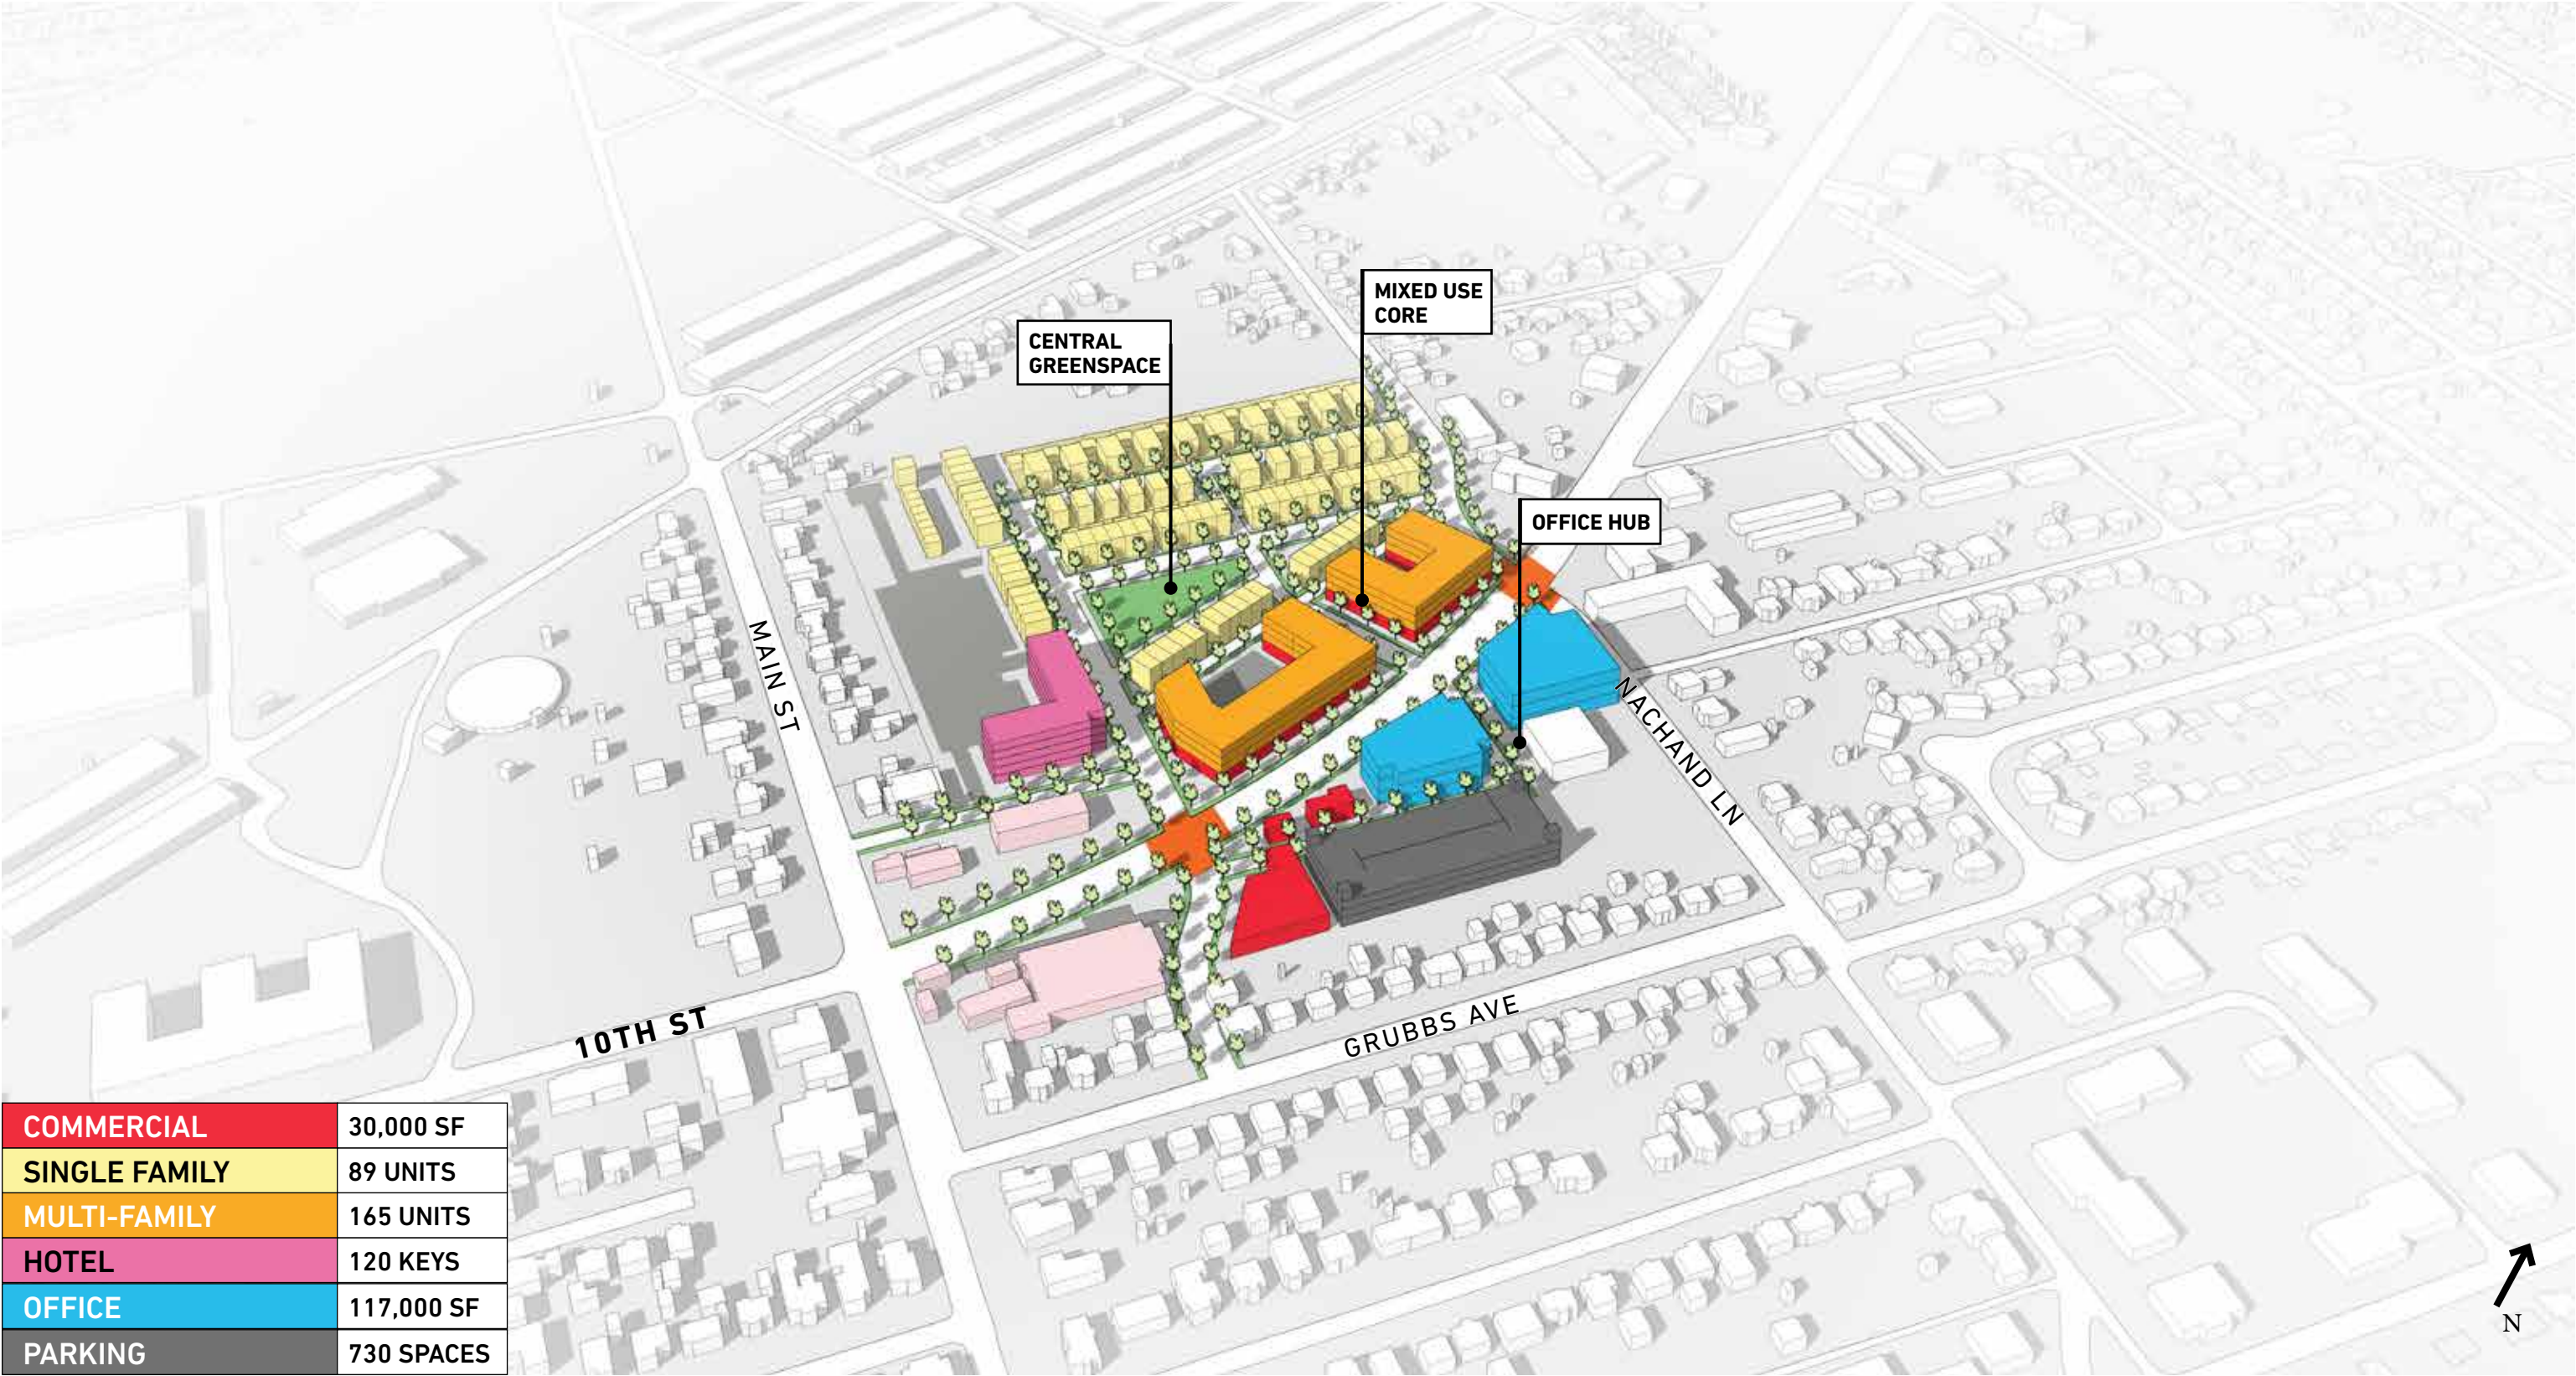 MIXED USE
CORE
CENTRAL
GREENSPACE
OFFICE HUB
MAIN ST
NACHAND LN
10TH ST
GRUBBS AVE
COMMERCIAL 30,000 SF
SINGLE FAMILY 89 UNITS
MULTI-FAMILY 165 UNITS
HOTEL 120 KEYS
OFFICE 117,000 SF
PARKING 730 SPACES
N